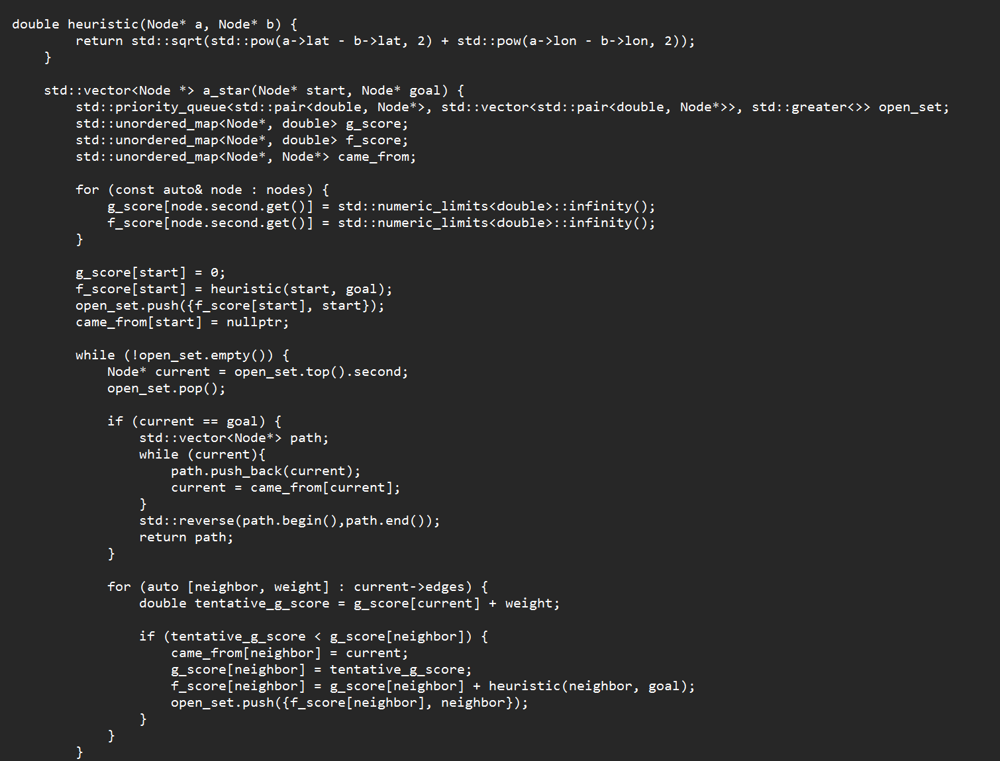 double heuristic(Node* a, Node* b) {
        return std::sqrt(std::pow(a->lat - b->lat, 2) + std::pow(a->lon - b->lon, 2));
    }

    std::vector<Node *> a_star(Node* start, Node* goal) {
        std::priority_queue<std::pair<double, Node*>, std::vector<std::pair<double, Node*>>, std::greater<>> open_set;
        std::unordered_map<Node*, double> g_score;
        std::unordered_map<Node*, double> f_score;
        std::unordered_map<Node*, Node*> came_from;

        for (const auto& node : nodes) {
            g_score[node.second.get()] = std::numeric_limits<double>::infinity();
            f_score[node.second.get()] = std::numeric_limits<double>::infinity();
        }

        g_score[start] = 0;
        f_score[start] = heuristic(start, goal);
        open_set.push({f_score[start], start});
        came_from[start] = nullptr;

        while (!open_set.empty()) {
            Node* current = open_set.top().second;
            open_set.pop();

            if (current == goal) {
                std::vector<Node*> path;
                while (current){
                    path.push_back(current);
                    current = came_from[current];
                }
                std::reverse(path.begin(),path.end());
                return path;
            }

            for (auto [neighbor, weight] : current->edges) {
                double tentative_g_score = g_score[current] + weight;

                if (tentative_g_score < g_score[neighbor]) {
                    came_from[neighbor] = current;
                    g_score[neighbor] = tentative_g_score;
                    f_score[neighbor] = g_score[neighbor] + heuristic(neighbor, goal);
                    open_set.push({f_score[neighbor], neighbor});
                }
            }
        }